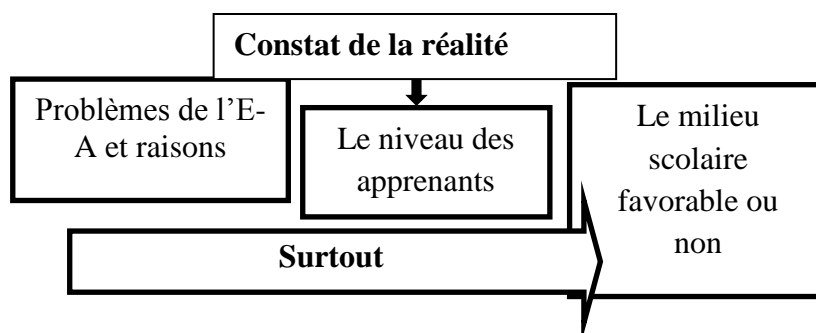 Constat de la réalité
Problèmes de l’E-
A et raisons
Le niveau des
apprenants
Le milieu
scolaire
favorable ou
non
Surtout